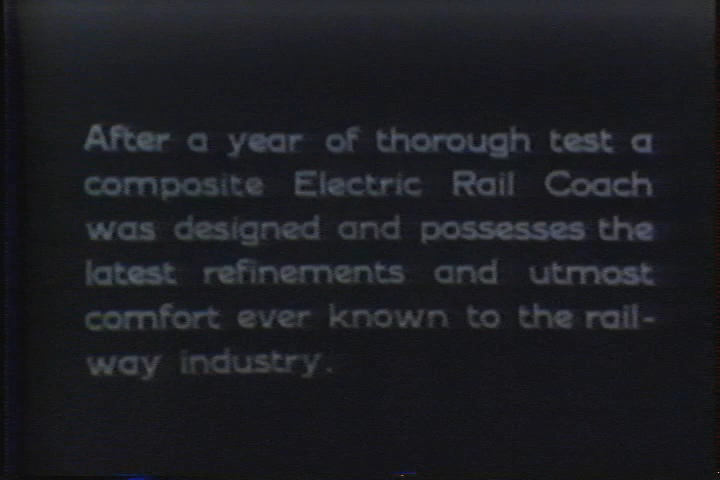 After a year of thorough test a
composite Electric Rail Coach
was designed and possesses the
latest refinements and utmost
comfort ever known to the rail-
way industry.